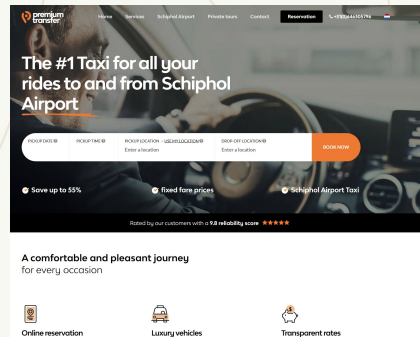 premium
transfer
Home Services Schiphol Airport Private tours Contact Reservation
The #1 Taxi for all your
rides to and from Schiphol
Airport
PICKUP DATE PICKUP TIME PICKUP LOCATION - USE MY LOCATION DROP-OFF LOCATION
Enter a location Enter a location BOOK NOW
Save up to 55% fixed fare prices Schiphol Airport Taxi
Rated by our customers with a 9.8 reliability score
A comfortable and pleasant journey
for every occasion
Online reservation Luxury vehicles Transparent rates